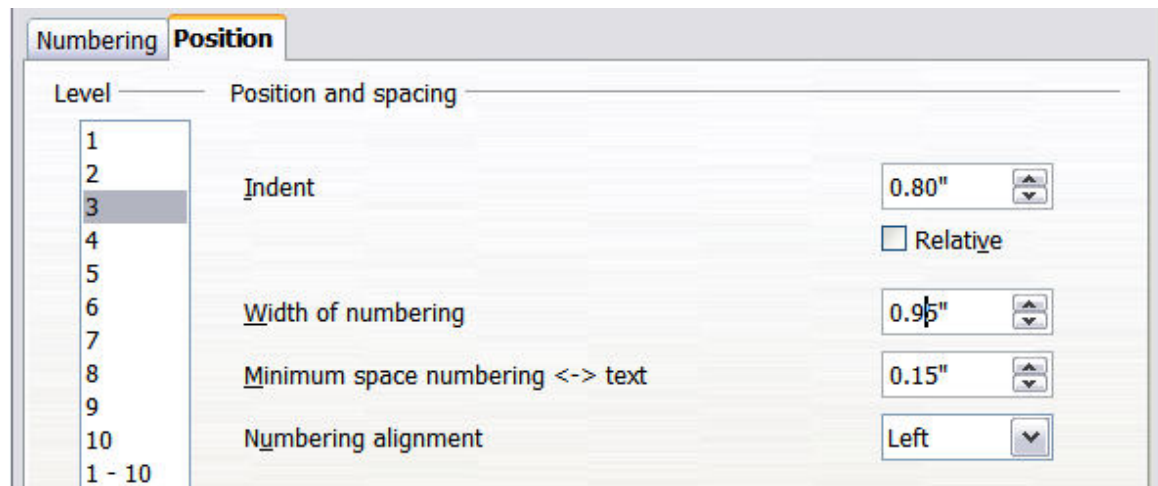 Numbering Position
Level Position and spacing
1
2
3
4
5
6
7
8
9
10
1 - 10
Indent 0.80"
Relative
Width of numbering 0.95"
Minimum space numbering <-> text 0.15"
Numbering alignment Left